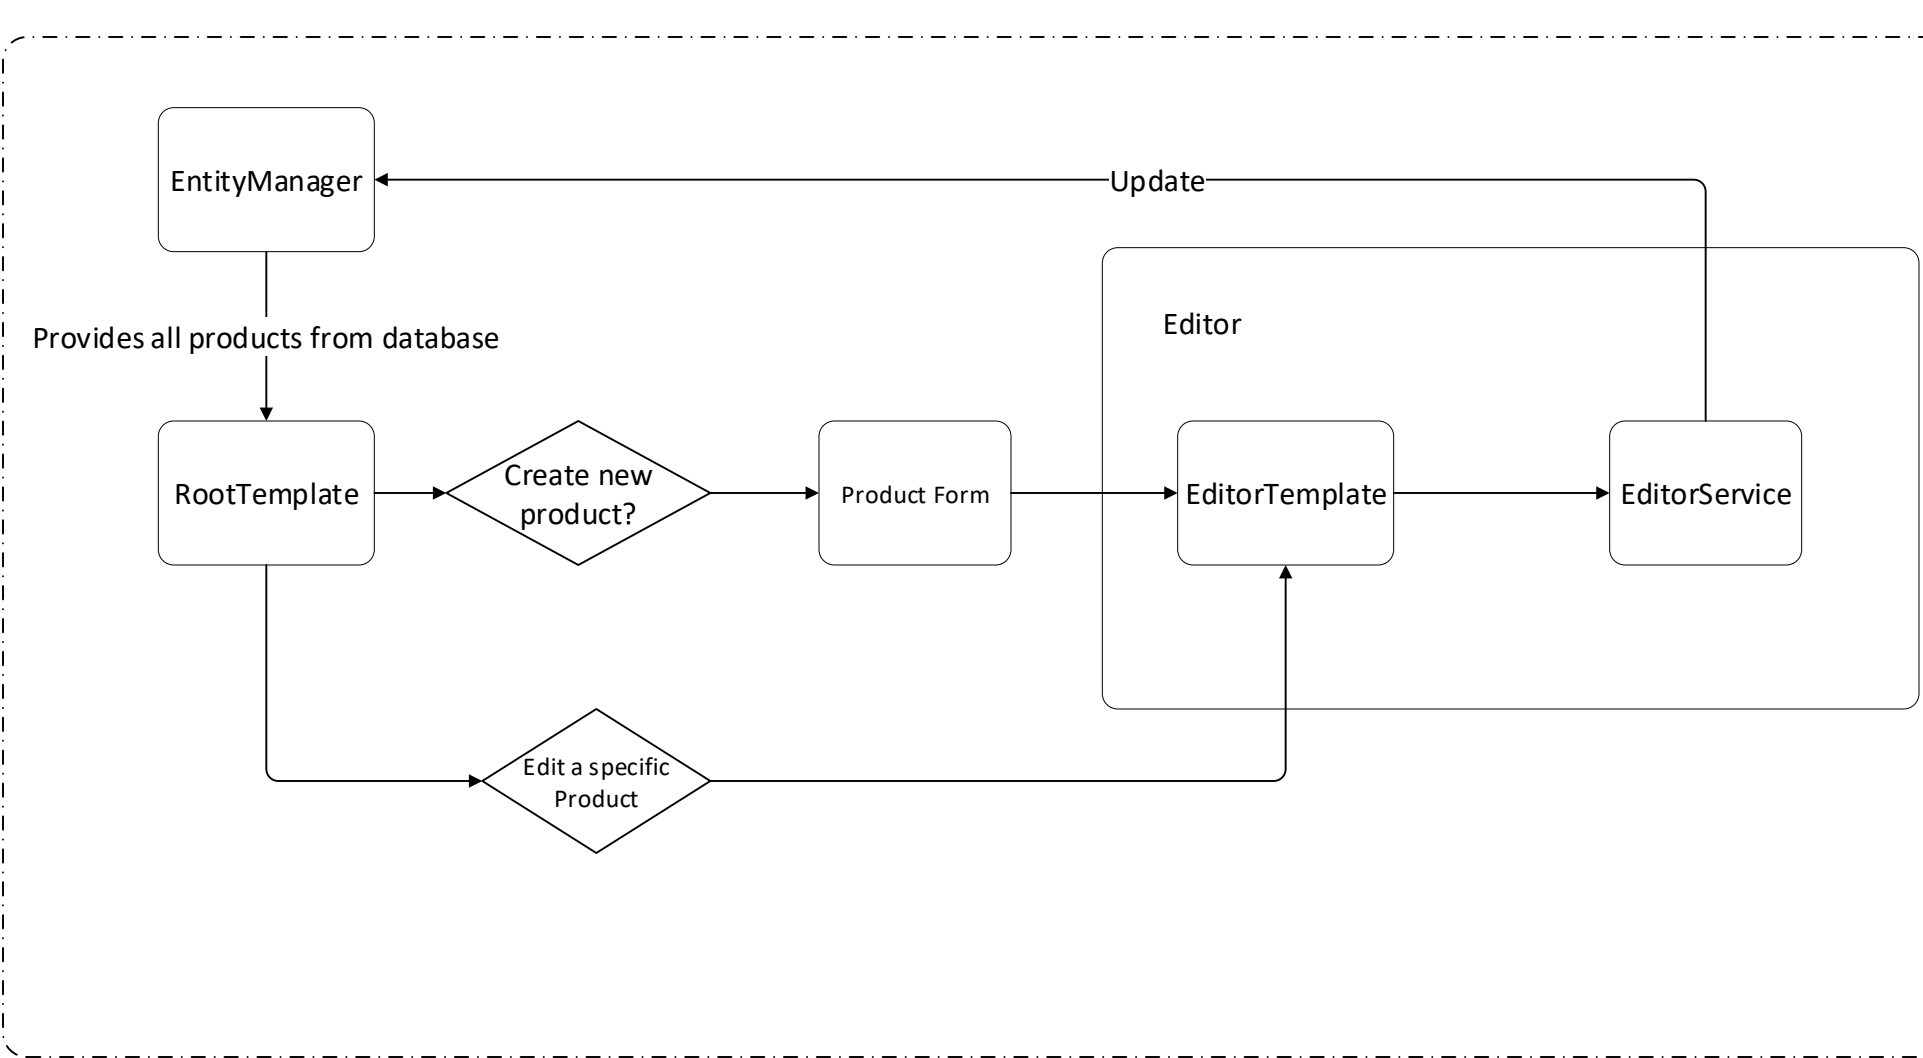 EntityManager
Update
Provides all products from database
Editor
RootTemplate
Create new
product?
Product Form
EditorTemplate
EditorService
Edit a specific
Product